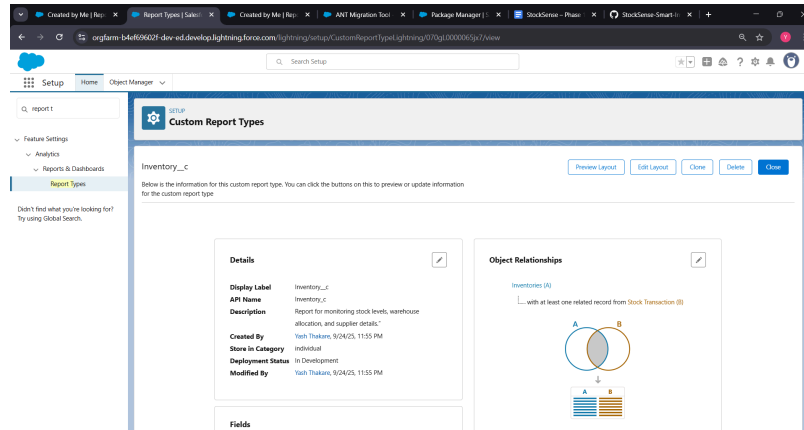 Created by Me | Repo
Report Types | Salesf
Created by Me | Repo
ANT Migration Tool
Package Manager | S
StockSense – Phase
StockSense-Smart-In
orgfarm-b4ef69602f-dev-ed.develop.lightning.force.com/lightning/setup/CustomReportTypeLightning/070gL0000065jx7/view
Search Setup
Setup
Home
Object Manager
report t
Feature Settings
Analytics
Reports & Dashboards
Report Types
Didn't find what you're looking for?
Try using Global Search.
SETUP
Custom Report Types
Inventory__c
Preview Layout
Edit Layout
Clone
Delete
Close
Below is the information for this custom report type. You can click the buttons on this to preview or update information
for the custom report type
Details
Display Label Inventory__c
API Name Inventory_c
Description Report for monitoring stock levels, warehouse
allocation, and supplier details."
Created By Yash Thakare, 9/24/25, 11:55 PM
Store in Category individual
Deployment Status In Development
Modified By Yash Thakare, 9/24/25, 11:55 PM
Fields
Object Relationships
Inventories (A)
with at least one related record from Stock Transaction (B)
A B
A B